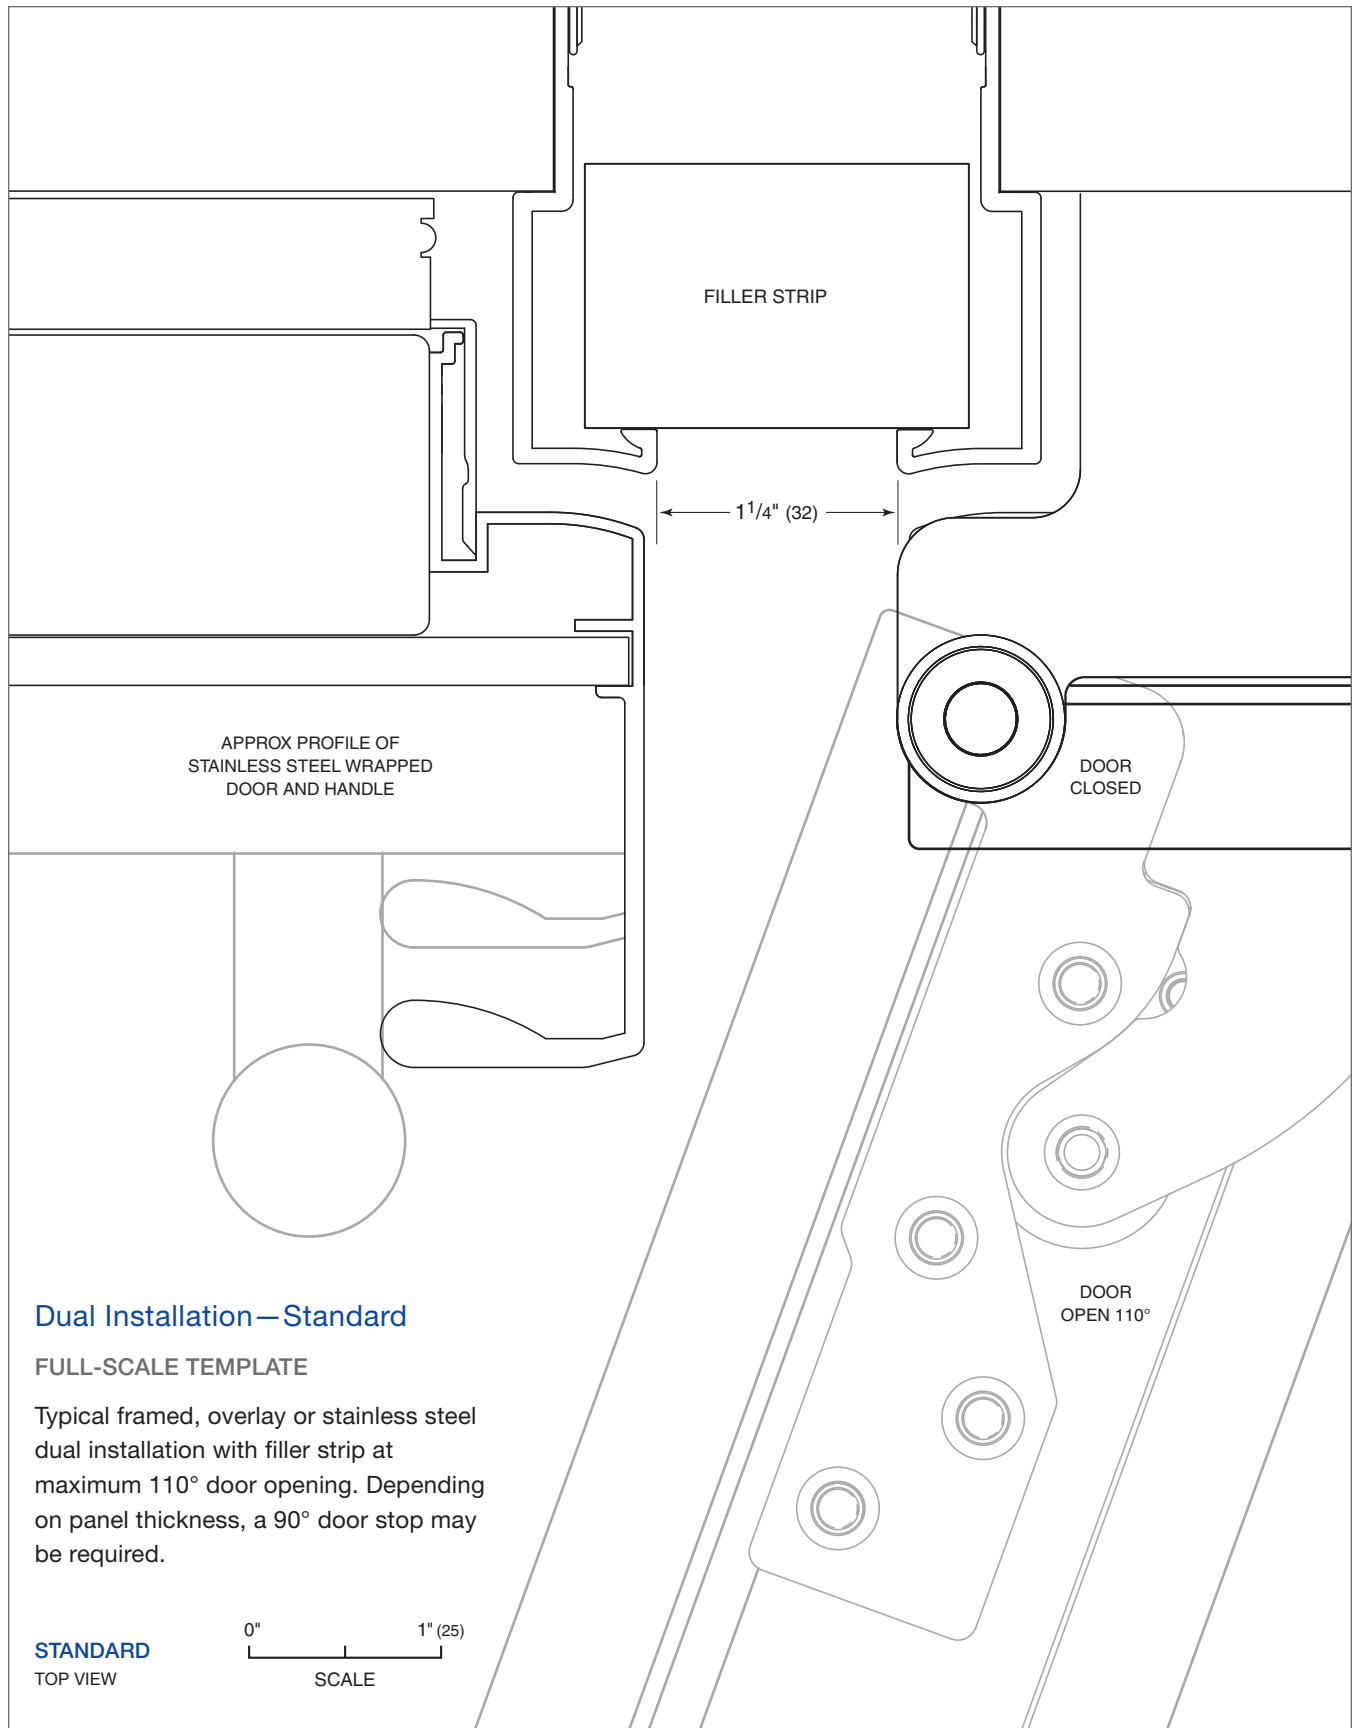 FILLER STRIP
1 1/4" (32)
APPROX PROFILE OF
STAINLESS STEEL WRAPPED
DOOR AND HANDLE
DOOR
CLOSED
DOOR
OPEN 110°
Dual Installation—Standard
FULL-SCALE TEMPLATE
Typical framed, overlay or stainless steel
dual installation with filler strip at
maximum 110° door opening. Depending
on panel thickness, a 90° door stop may
be required.
0" 1" (25)
STANDARD
SCALE
TOP VIEW